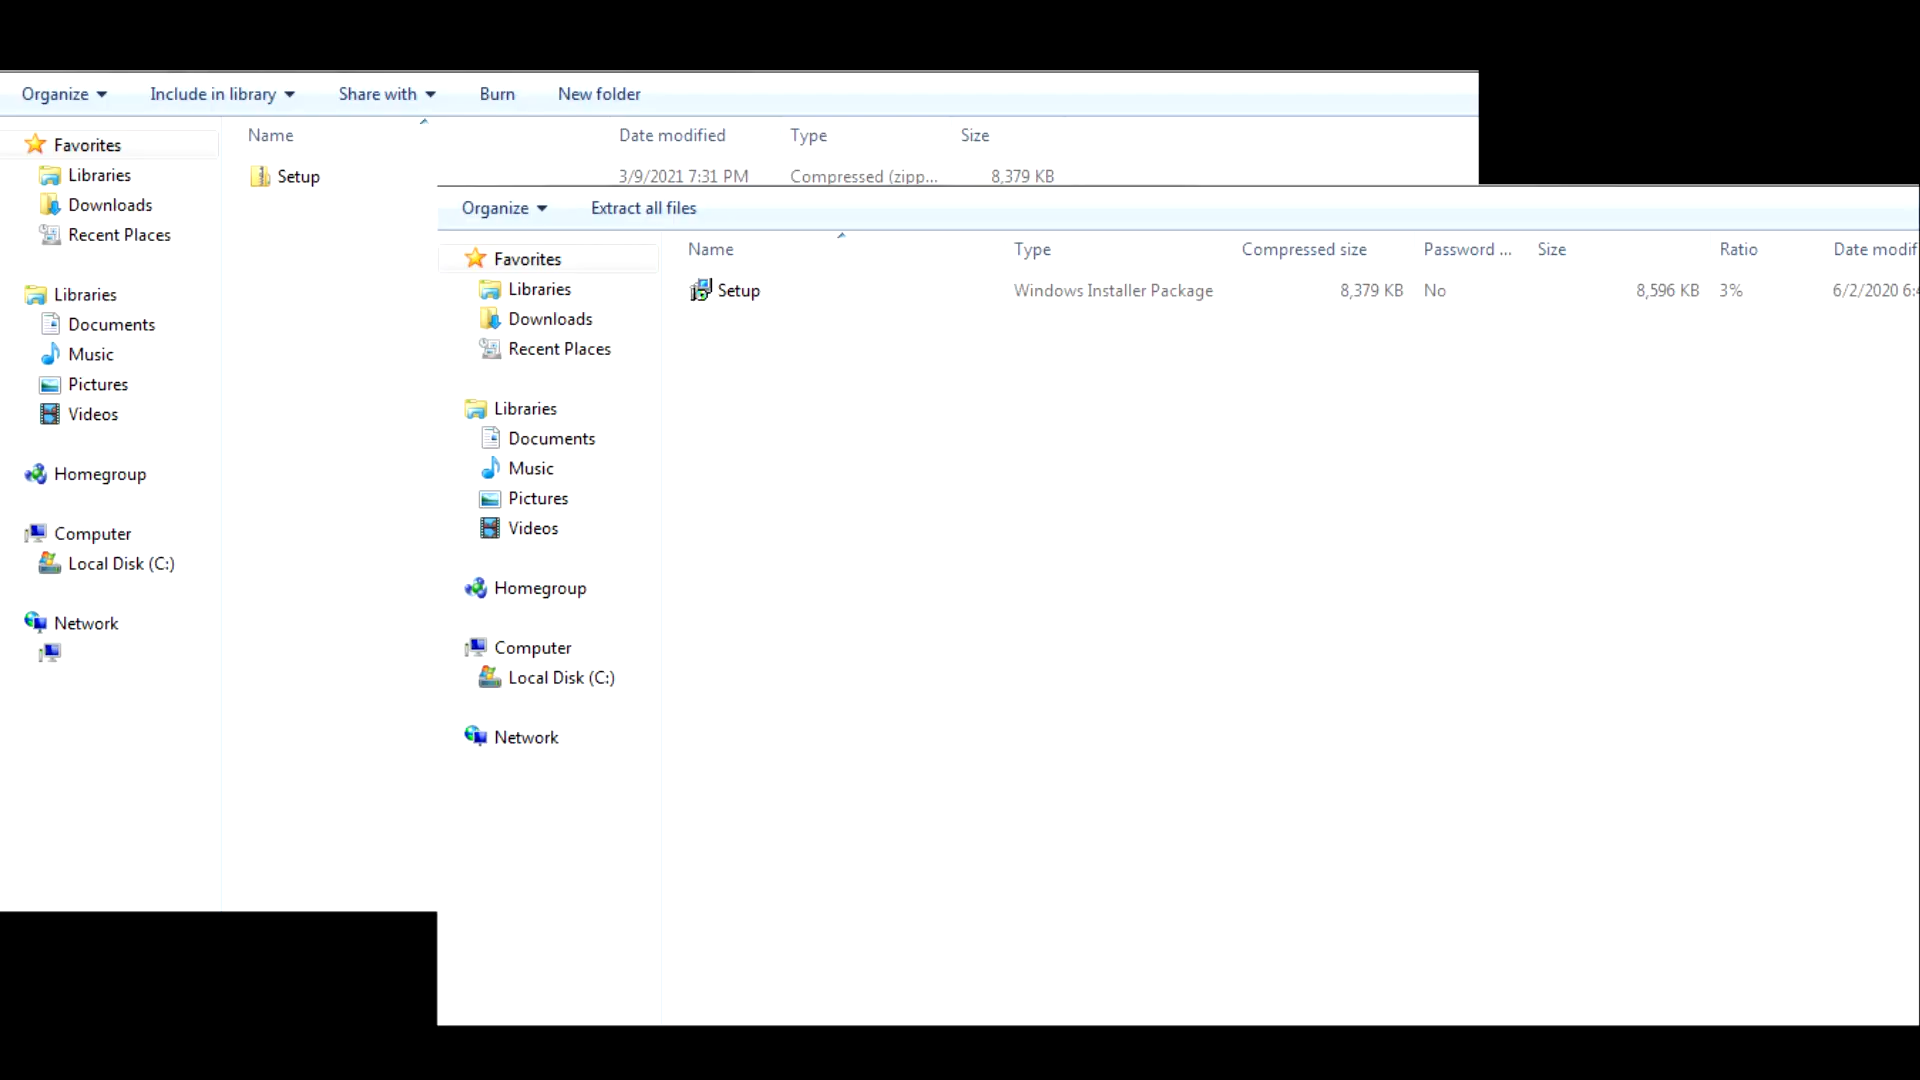 Organize Include in library Share with Burn New folder
Name Date modified Type Size
Setup 3/9/2021 7:31 PM Compressed (zipp... 8,379 KB
Favorites
Libraries
Downloads
Recent Places
Libraries
Documents
Music
Pictures
Videos
Homegroup
Computer
Local Disk (C:)
Network
Organize Extract all files
Name Type Compressed size Password ... Size Ratio Date modif
Setup Windows Installer Package 8,379 KB No 8,596 KB 3% 6/2/2020 6:4
Favorites
Libraries
Downloads
Recent Places
Libraries
Documents
Music
Pictures
Videos
Homegroup
Computer
Local Disk (C:)
Network